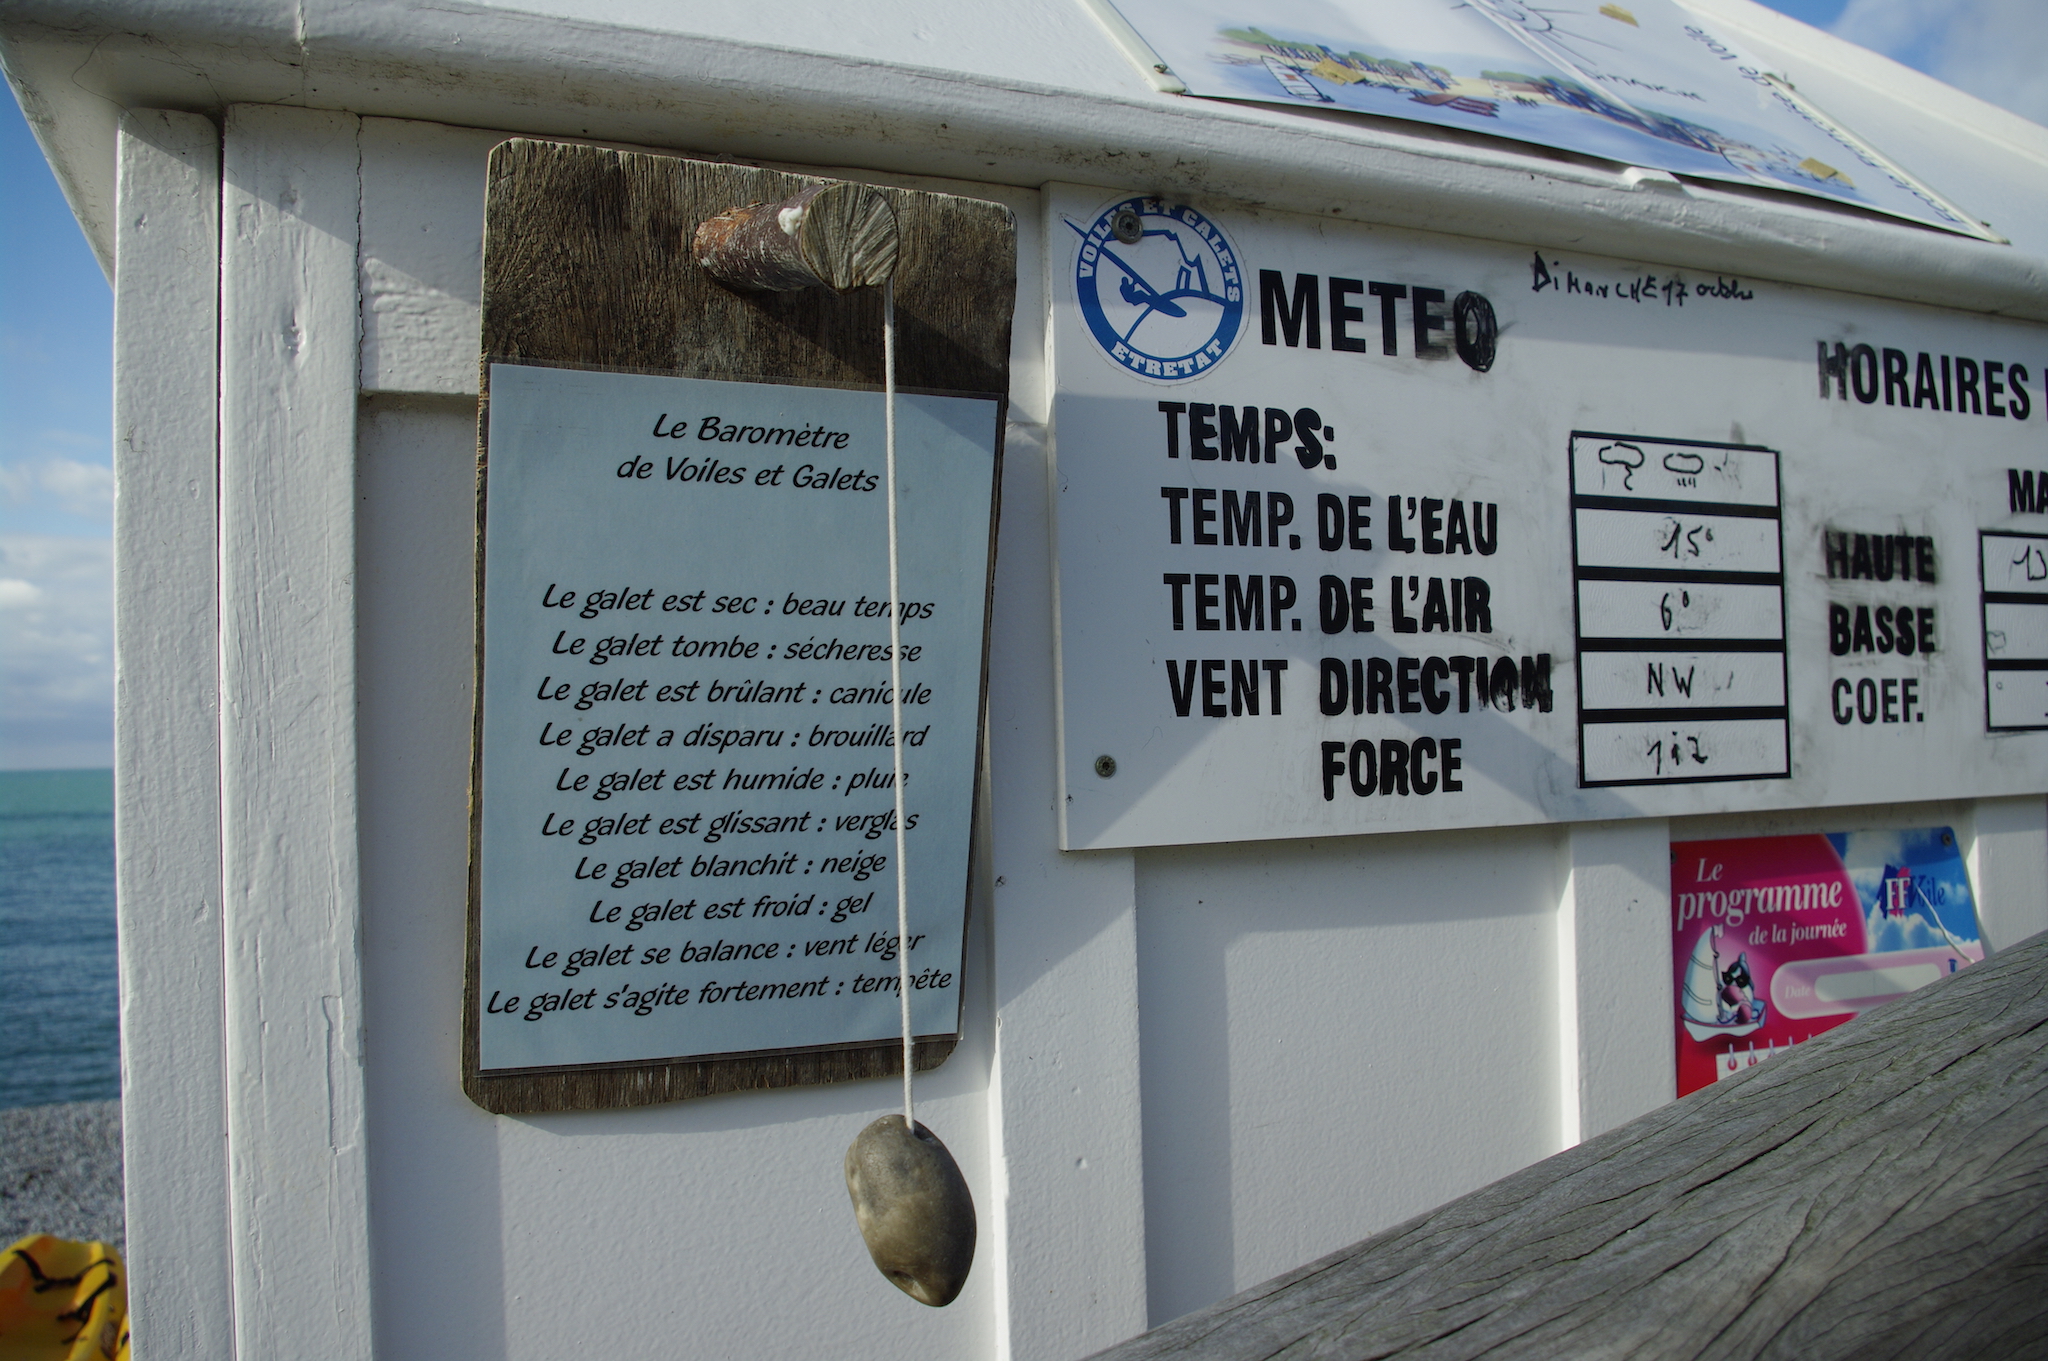 Le Baromètre
de Voiles et Galets
Le galet est sec : beau temps
Le galet tombe : sécheresse
Le galet est brûlant : canicule
Le galet a disparu : brouillard
Le galet est humide : pluie
Le galet est glissant : verglas
Le galet blanchit : neige
Le galet est froid : gel
Le galet se balance : vent léger
Le galet s'agite fortement : tempête
VOILES ET GALETS
ETRETAT
METEO
DIMANCHE 17 octobre
TEMPS:
TEMP. DE L'EAU 15°
TEMP. DE L'AIR 6°
VENT DIRECTION NW
FORCE 1 à 2
HORAIRES
MA
HAUTE
BASSE
COEF.
Le
programme
de la journée
FFVoile
Date